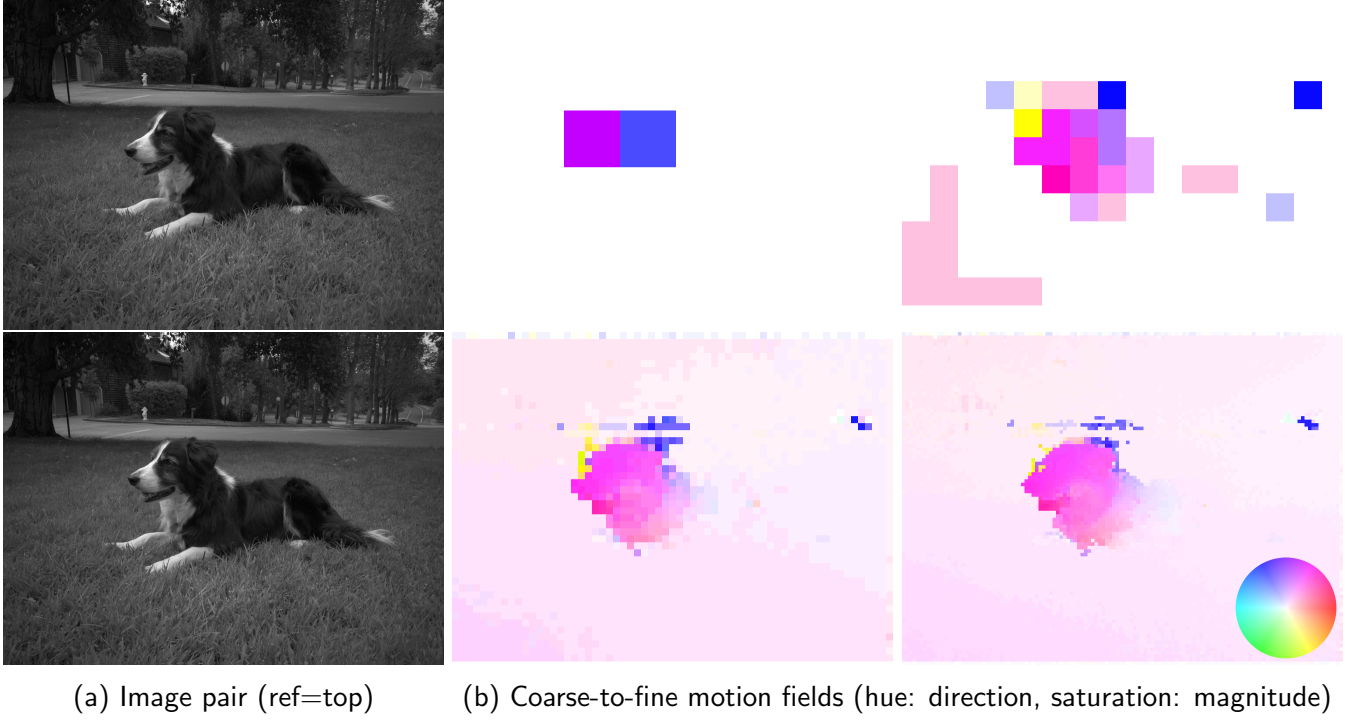 (a) Image pair (ref=top)
(b) Coarse-to-fine motion fields (hue: direction, saturation: magnitude)